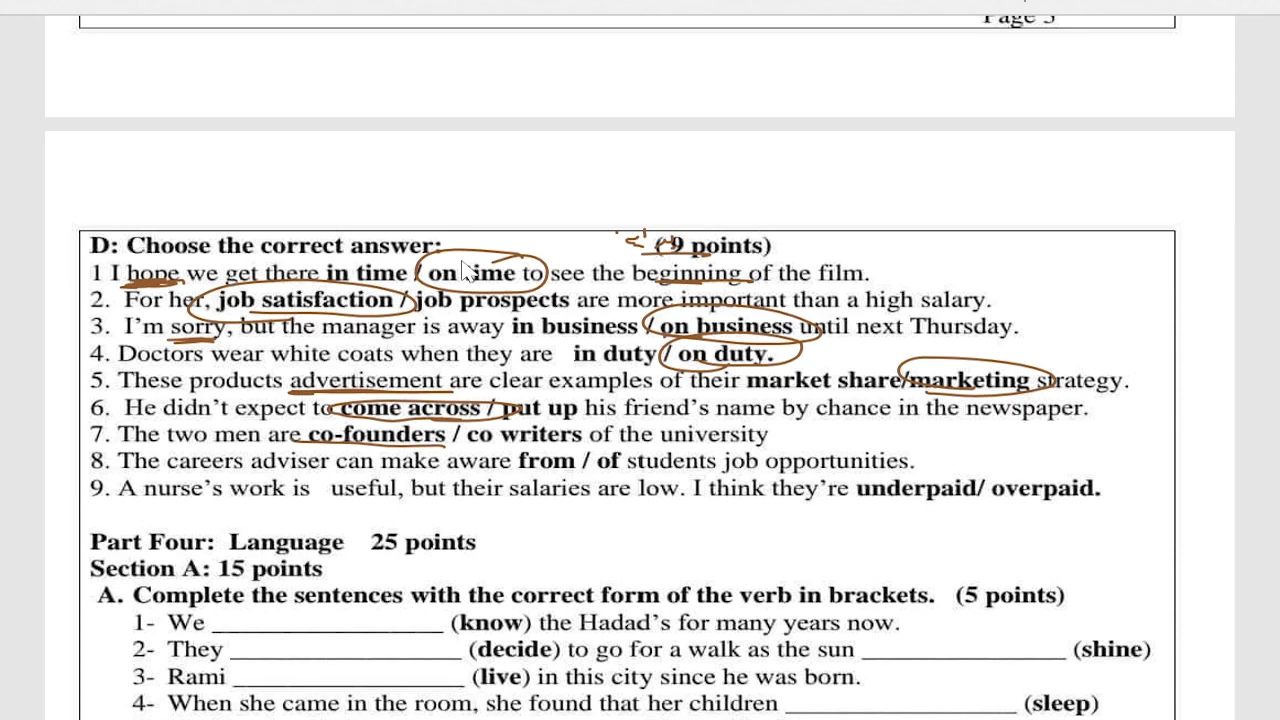 Page 5
D: Choose the correct answer: (9 points)
1 I hope we get there in time / on time to see the beginning of the film.
2. For her, job satisfaction / job prospects are more important than a high salary.
3. I'm sorry, but the manager is away in business / on business until next Thursday.
4. Doctors wear white coats when they are in duty / on duty.
5. These products advertisement are clear examples of their market share/marketing strategy.
6. He didn't expect to come across / put up his friend's name by chance in the newspaper.
7. The two men are co-founders / co writers of the university
8. The careers adviser can make aware from / of students job opportunities.
9. A nurse's work is useful, but their salaries are low. I think they're underpaid/ overpaid.
Part Four: Language 25 points
Section A: 15 points
A. Complete the sentences with the correct form of the verb in brackets. (5 points)
1- We ____________________ (know) the Hadad's for many years now.
2- They ____________________ (decide) to go for a walk as the sun __________________ (shine)
3- Rami ____________________ (live) in this city since he was born.
4- When she came in the room, she found that her children ____________________ (sleep)